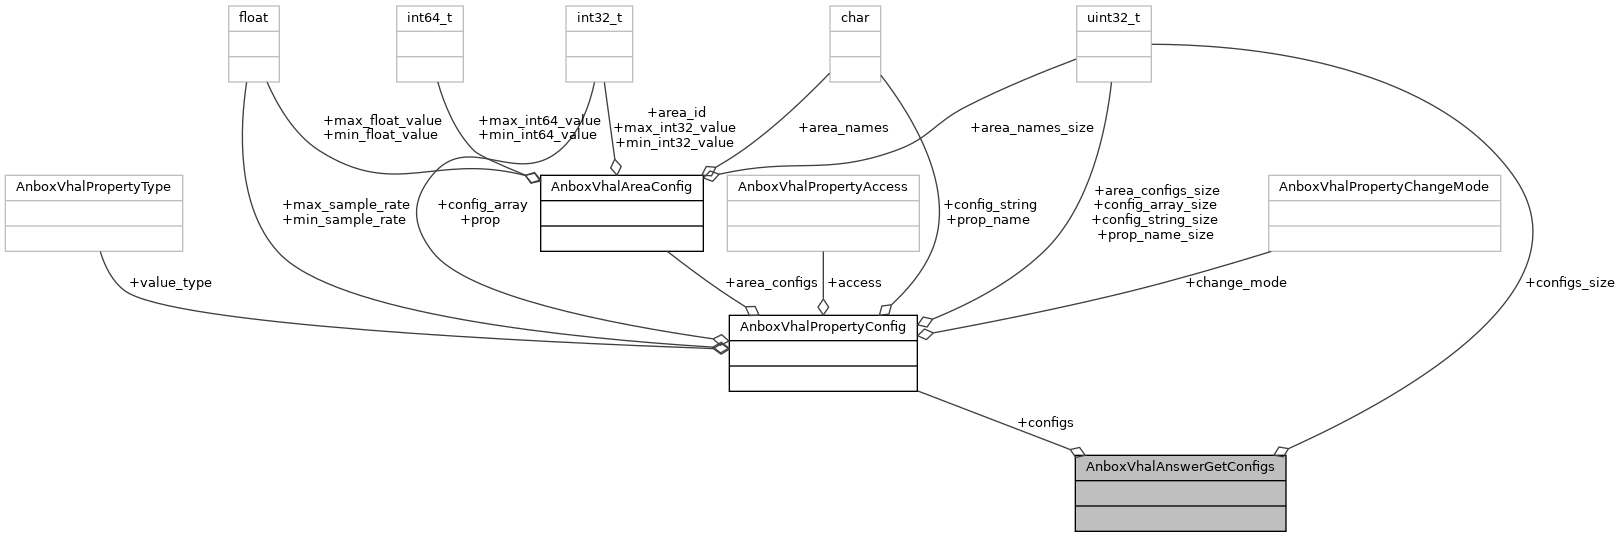 float
int64_t
int32_t
char
uint32_t
+max_float_value
+min_float_value
+max_int64_value
+min_int64_value
+area_id
+max_int32_value
+min_int32_value
+area_names
+area_names_size
AnboxVhalPropertyType
AnboxVhalAreaConfig
AnboxVhalPropertyAccess
AnboxVhalPropertyChangeMode
+max_sample_rate
+min_sample_rate
+config_array
+prop
+config_string
+prop_name
+area_configs_size
+config_array_size
+config_string_size
+prop_name_size
+value_type
+area_configs
+access
+change_mode
+configs_size
AnboxVhalPropertyConfig
+configs
AnboxVhalAnswerGetConfigs